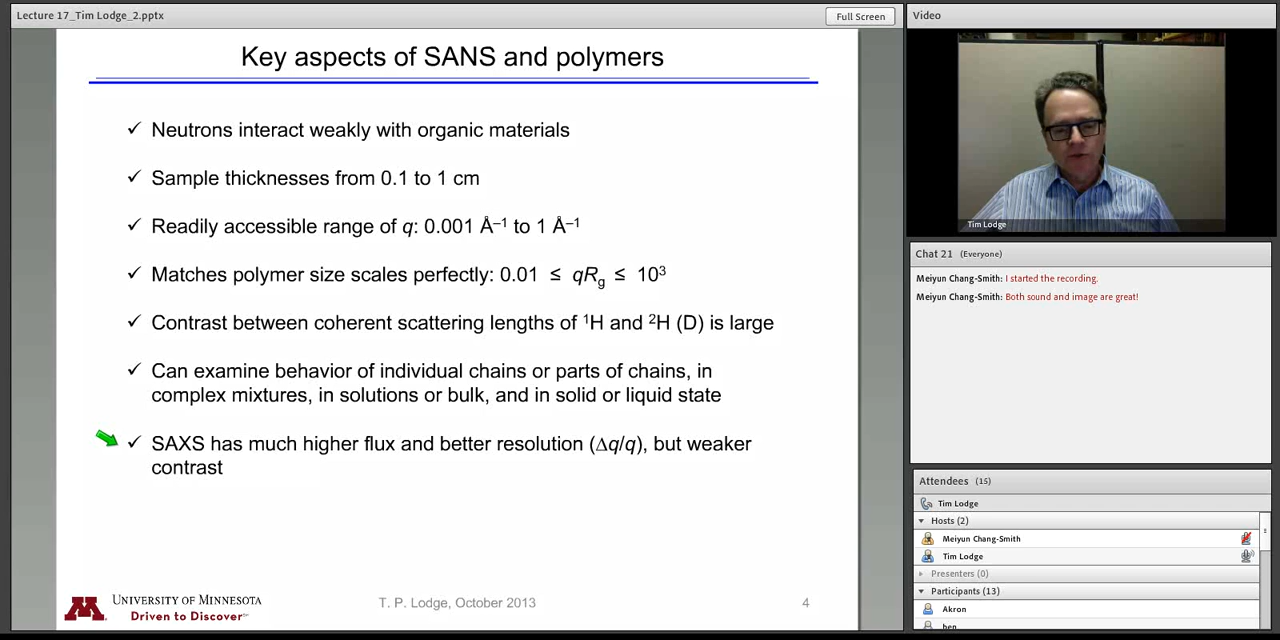 Lecture 17_Tim Lodge_2.pptx
Full Screen
Key aspects of SANS and polymers
✓ Neutrons interact weakly with organic materials
✓ Sample thicknesses from 0.1 to 1 cm
✓ Readily accessible range of q: 0.001 Å⁻¹ to 1 Å⁻¹
✓ Matches polymer size scales perfectly: 0.01 ≤ qRg ≤ 10³
✓ Contrast between coherent scattering lengths of ¹H and ²H (D) is large
✓ Can examine behavior of individual chains or parts of chains, in
complex mixtures, in solutions or bulk, and in solid or liquid state
✓ SAXS has much higher flux and better resolution (Δq/q), but weaker
contrast
M
UNIVERSITY OF MINNESOTA
Driven to Discover℠
T. P. Lodge, October 2013
4
Video
Tim Lodge
Chat 21 (Everyone)
Meiyun Chang-Smith: I started the recording.
Meiyun Chang-Smith: Both sound and image are great!
Attendees (15)
Tim Lodge
Hosts (2)
Meiyun Chang-Smith
Tim Lodge
Presenters (0)
Participants (13)
Akron